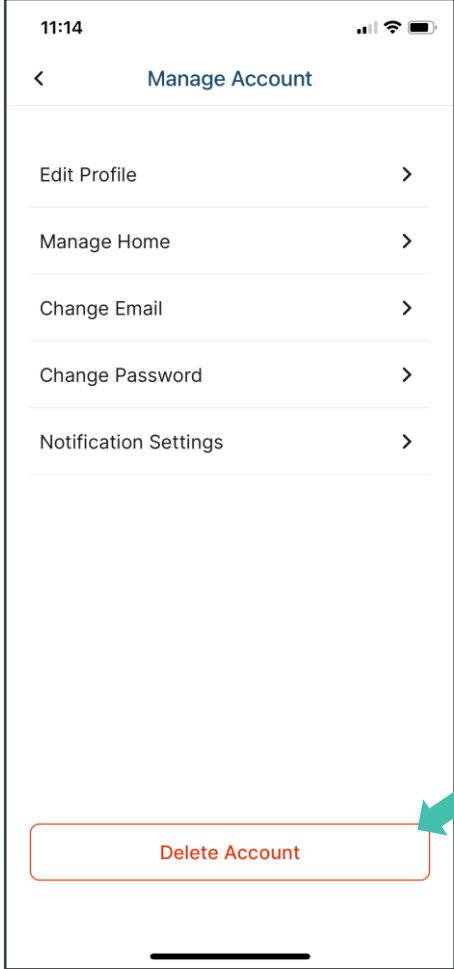 11:14
Manage Account
Edit Profile
Manage Home
Change Email
Change Password
Notification Settings
Delete Account